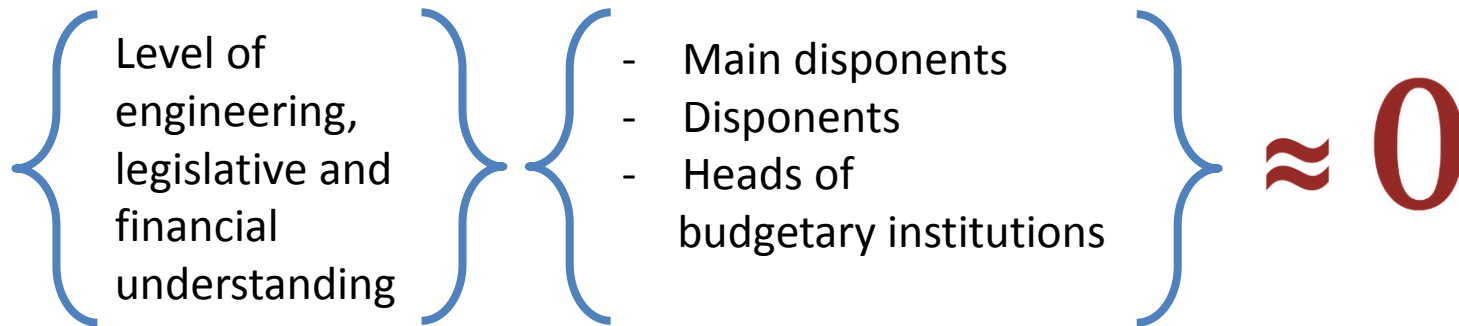 Level of
engineering,
legislative and
financial
understanding
- Main disponents
- Disponents
- Heads of
budgetary institutions
≈ 0